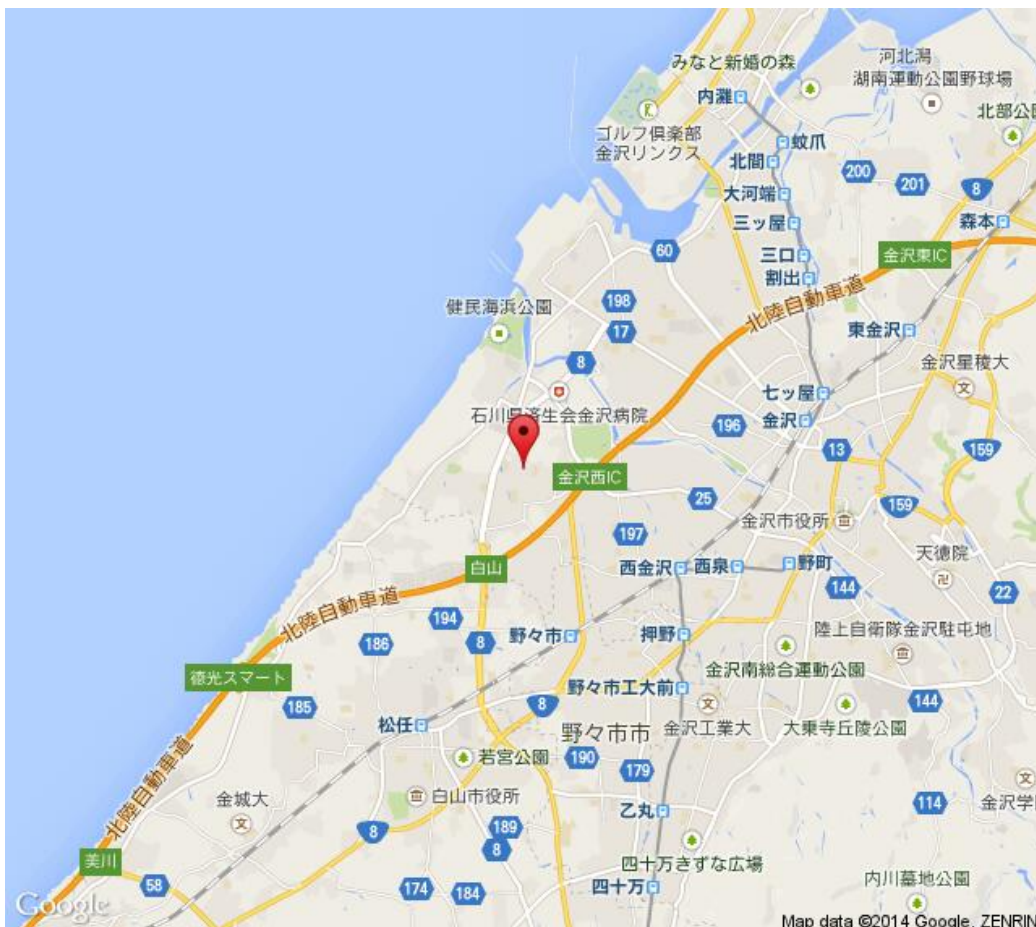 みなと新婚の森
河北潟
湖南運動公園野球場
内灘
北部公園
ゴルフ倶楽部
金沢リンクス
蚊爪
北間
200
201
8
大河端
三ッ屋
森本
60
三口
金沢東IC
割出
198
北陸自動車道
健民海浜公園
17
東金沢
8
金沢星稜大
七ッ屋
石川県済生会金沢病院
196
金沢
13
159
金沢西IC
25
159
金沢市役所
197
天徳院
白山
西金沢
西泉
野町
144
22
北陸自動車道
194
186
8
野々市
押野
陸上自衛隊金沢駐屯地
金沢南総合運動公園
徳光スマート
野々市工大前
144
185
8
松任
野々市市
金沢工業大
大乗寺丘陵公園
若宮公園
190
179
北陸自動車道
金城大
白山市役所
114
金沢学
乙丸
8
189
8
美川
四十万きずな広場
58
174
184
四十万
内川墓地公園
Google
Map data ©2014 Google, ZENRIN